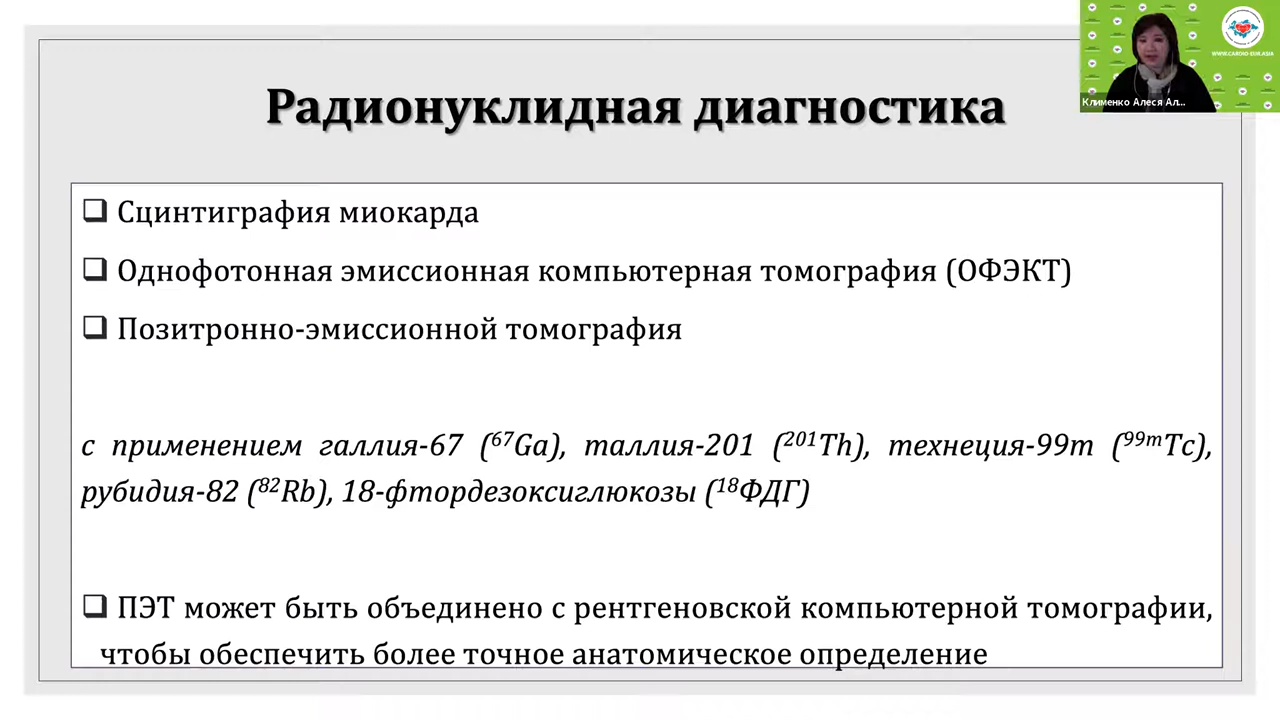 Радионуклидная диагностика
WWW.CARDIO-EUR.ASIA
Клименко Алеся Ал...
❑ Сцинтиграфия миокарда
❑ Однофотонная эмиссионная компьютерная томография (ОФЭКТ)
❑ Позитронно-эмиссионной томография
с применением галлия-67 (⁶⁷Ga), таллия-201 (²⁰¹Th), технеция-99m (⁹⁹ᵐTc),
рубидия-82 (⁸²Rb), 18-фтордезоксиглюкозы (¹⁸ФДГ)
❑ ПЭТ может быть объединено с рентгеновской компьютерной томографии,
чтобы обеспечить более точное анатомическое определение